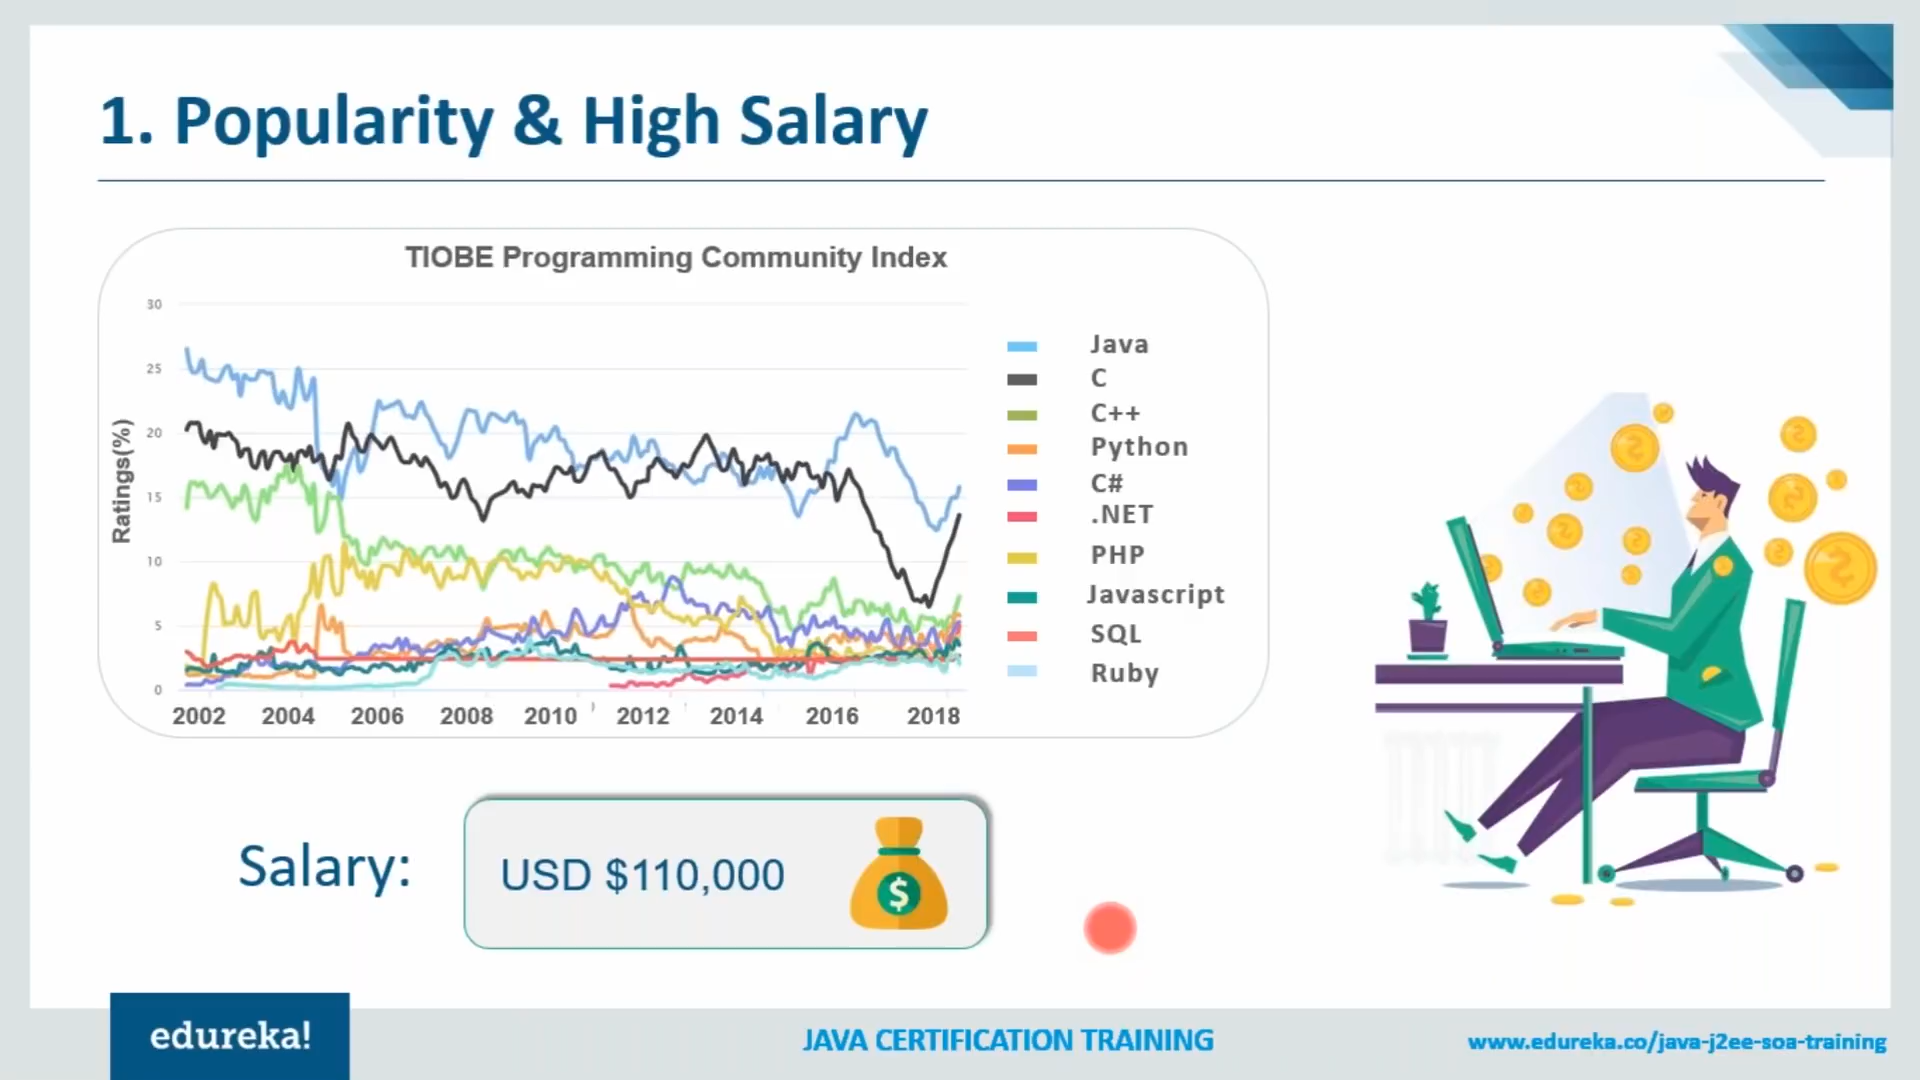 1. Popularity & High Salary
TIOBE Programming Community Index
Ratings(%)
30
25
20
15
10
5
0
2002 2004 2006 2008 2010 2012 2014 2016 2018
Java
C
C++
Python
C#
.NET
PHP
Javascript
SQL
Ruby
Salary:
USD $110,000
$
edureka!
JAVA CERTIFICATION TRAINING
www.edureka.co/java-j2ee-soa-training